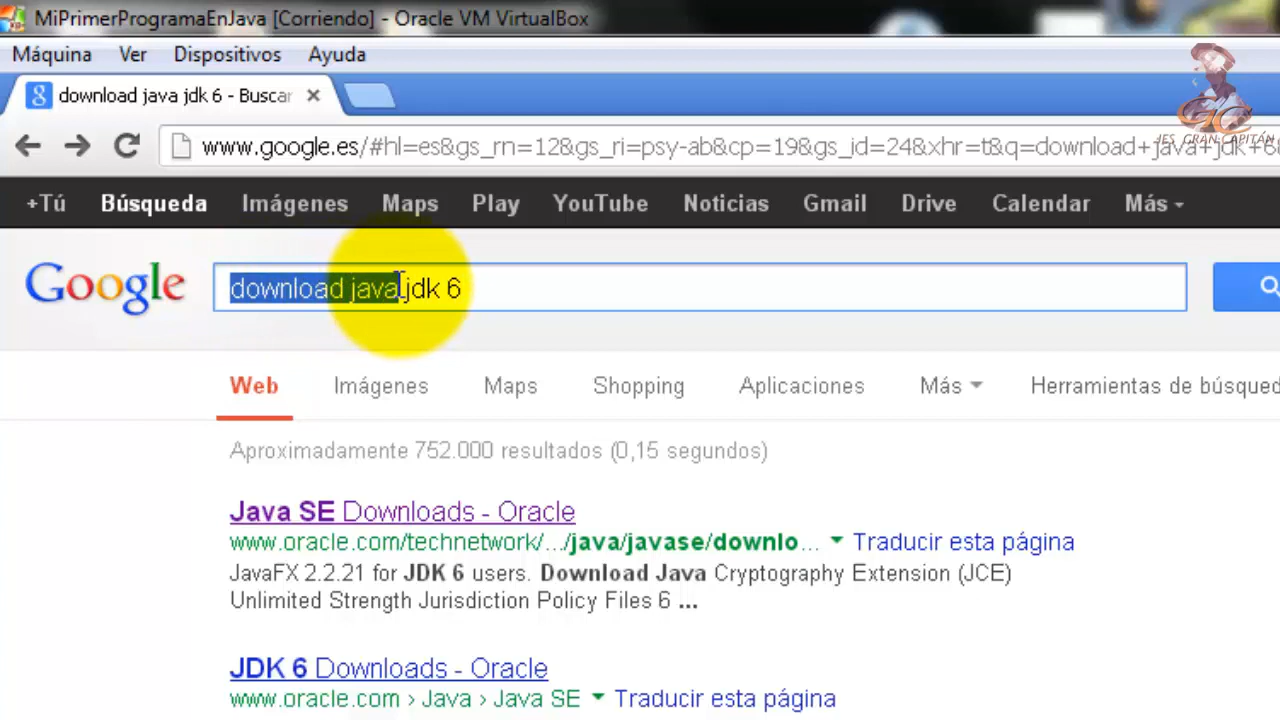 MiPrimerProgramaEnJava [Corriendo] - Oracle VM VirtualBox
Máquina Ver Dispositivos Ayuda
download java jdk 6 - Buscar
www.google.es/#hl=es&gs_rn=12&gs_ri=psy-ab&cp=19&gs_id=24&xhr=t&q=download+java+jdk+6&
IES GRAN CAPITÁN
+Tú Búsqueda Imágenes Maps Play YouTube Noticias Gmail Drive Calendar Más
Google download java jdk 6
Web Imágenes Maps Shopping Aplicaciones Más Herramientas de búsqued
Aproximadamente 752.000 resultados (0,15 segundos)
Java SE Downloads - Oracle
www.oracle.com/technetwork/.../java/javase/downlo... Traducir esta página
JavaFX 2.2.21 for JDK 6 users. Download Java Cryptography Extension (JCE)
Unlimited Strength Jurisdiction Policy Files 6 ...
JDK 6 Downloads - Oracle
www.oracle.com › Java › Java SE Traducir esta página